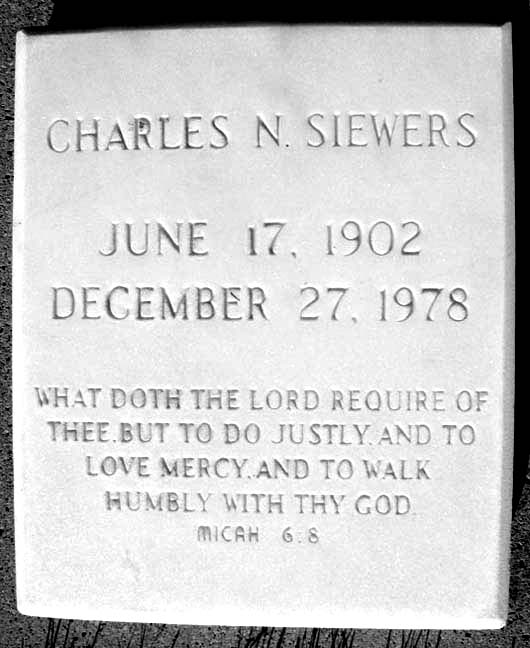 CHARLES N. SIEWERS
JUNE 17, 1902
DECEMBER 27, 1978
WHAT DOTH THE LORD REQUIRE OF
THEE, BUT TO DO JUSTLY, AND TO
LOVE MERCY, AND TO WALK
HUMBLY WITH THY GOD.
MICAH 6:8